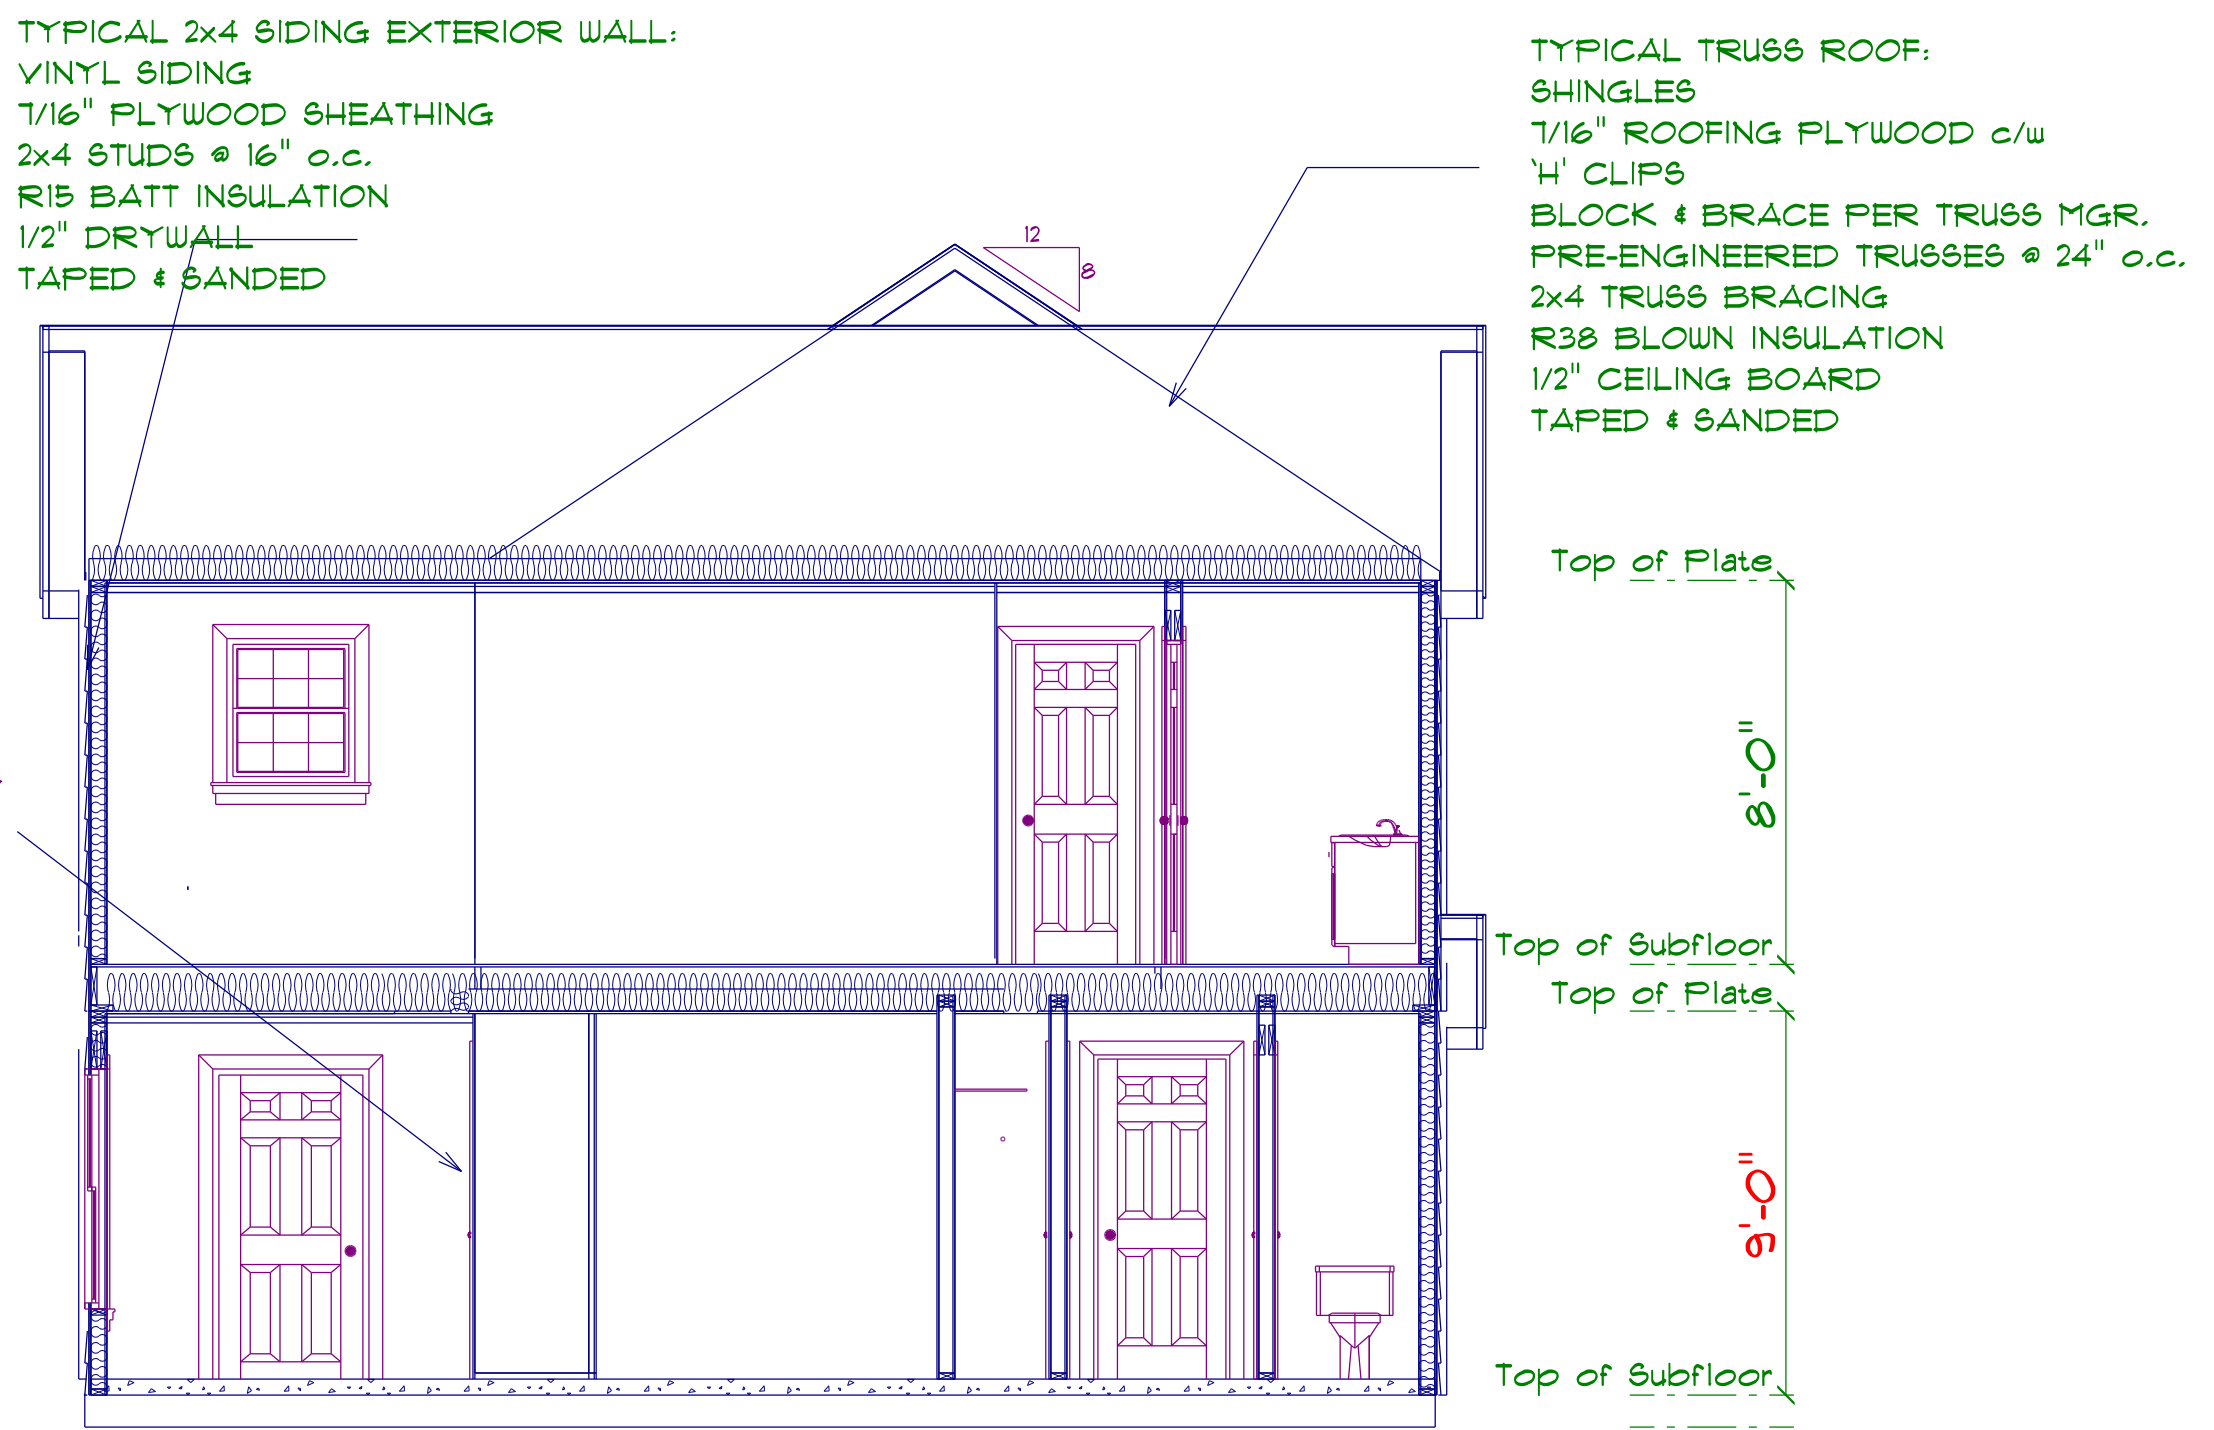 TYPICAL 2x4 SIDING EXTERIOR WALL:
VINYL SIDING
7/16" PLYWOOD SHEATHING
2x4 STUDS @ 16" o.c.
R15 BATT INSULATION
1/2" DRYWALL
TAPED & SANDED
TYPICAL TRUSS ROOF:
SHINGLES
7/16" ROOFING PLYWOOD c/w
'H' CLIPS
BLOCK & BRACE PER TRUSS MGR.
PRE-ENGINEERED TRUSSES @ 24" o.c.
2x4 TRUSS BRACING
R38 BLOWN INSULATION
1/2" CEILING BOARD
TAPED & SANDED
12
8
Top of Plate
8'-0"
Top of Subfloor
Top of Plate
9'-0"
Top of Subfloor